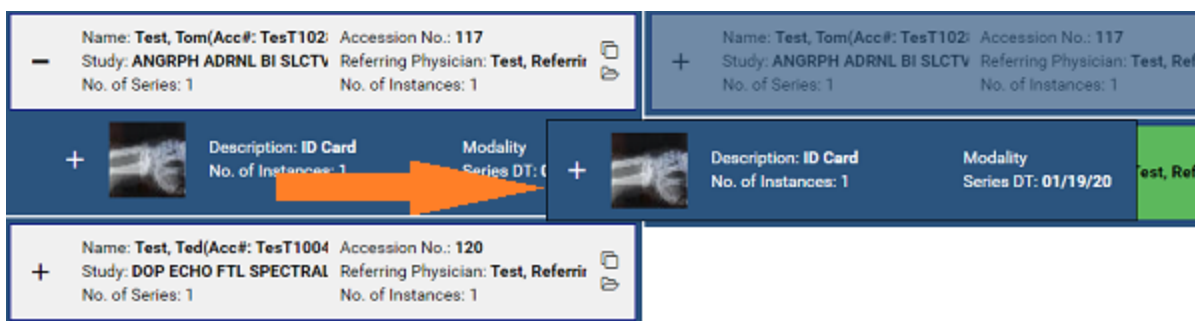 Name: Test, Tom(Acc#: TesT102 Accession No.: 117
Study: ANGRPH ADRNL BI SLCTV Referring Physician: Test, Referrin
No. of Series: 1 No. of Instances: 1
Description: ID Card Modality
No. of Instances: 1 Series DT: 0
Name: Test, Ted(Acc#: TesT1004 Accession No.: 120
Study: DOP ECHO FTL SPECTRAL Referring Physician: Test, Referrin
No. of Series: 1 No. of Instances: 1
Name: Test, Tom(Acc#: TesT102 Accession No.: 117
Study: ANGRPH ADRNL BI SLCTV Referring Physician: Test, Ref
No. of Series: 1 No. of Instances: 1
Description: ID Card Modality
No. of Instances: 1 Series DT: 01/19/20
Test, Ref